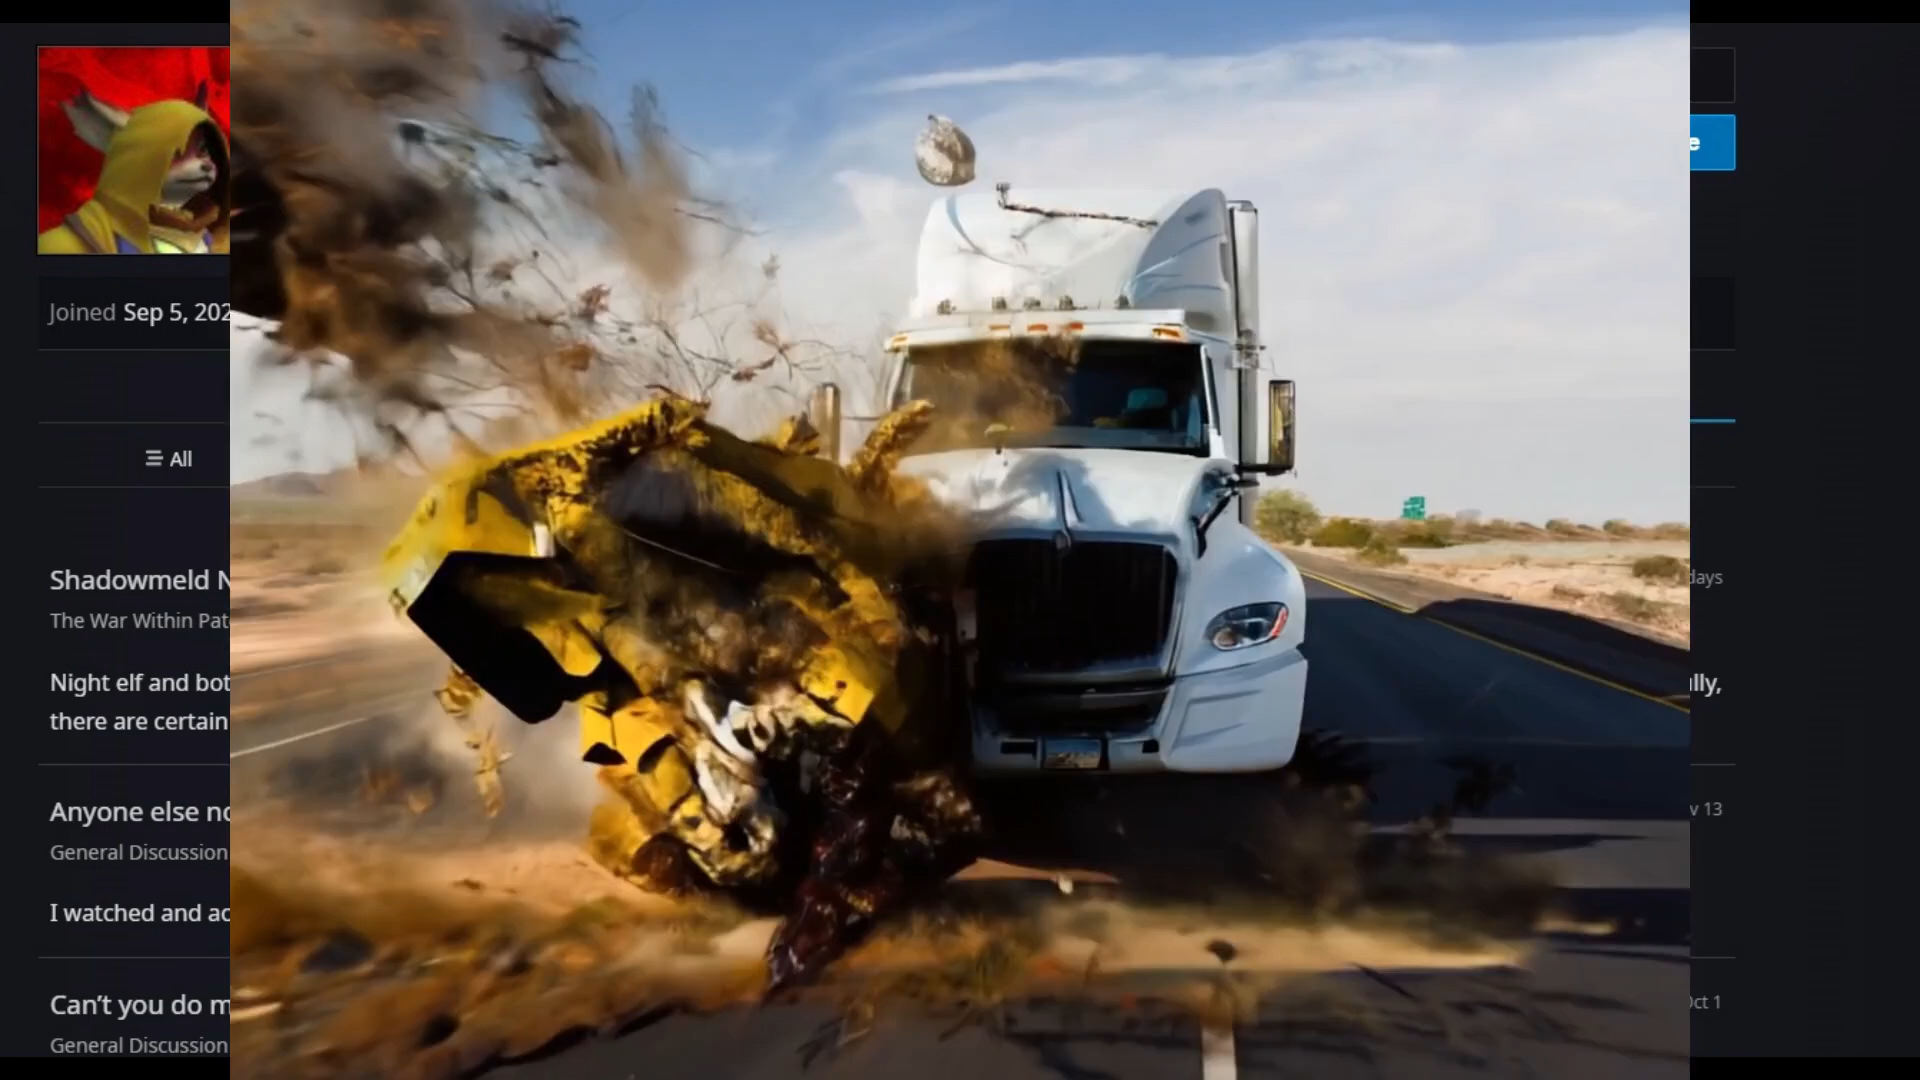 Joined Sep 5, 202
All
Shadowmeld N
days
The War Within Pat
Night elf and bot
lly,
there are certain
Anyone else no
v 13
General Discussion
I watched and ac
Can't you do m
Oct 1
General Discussion